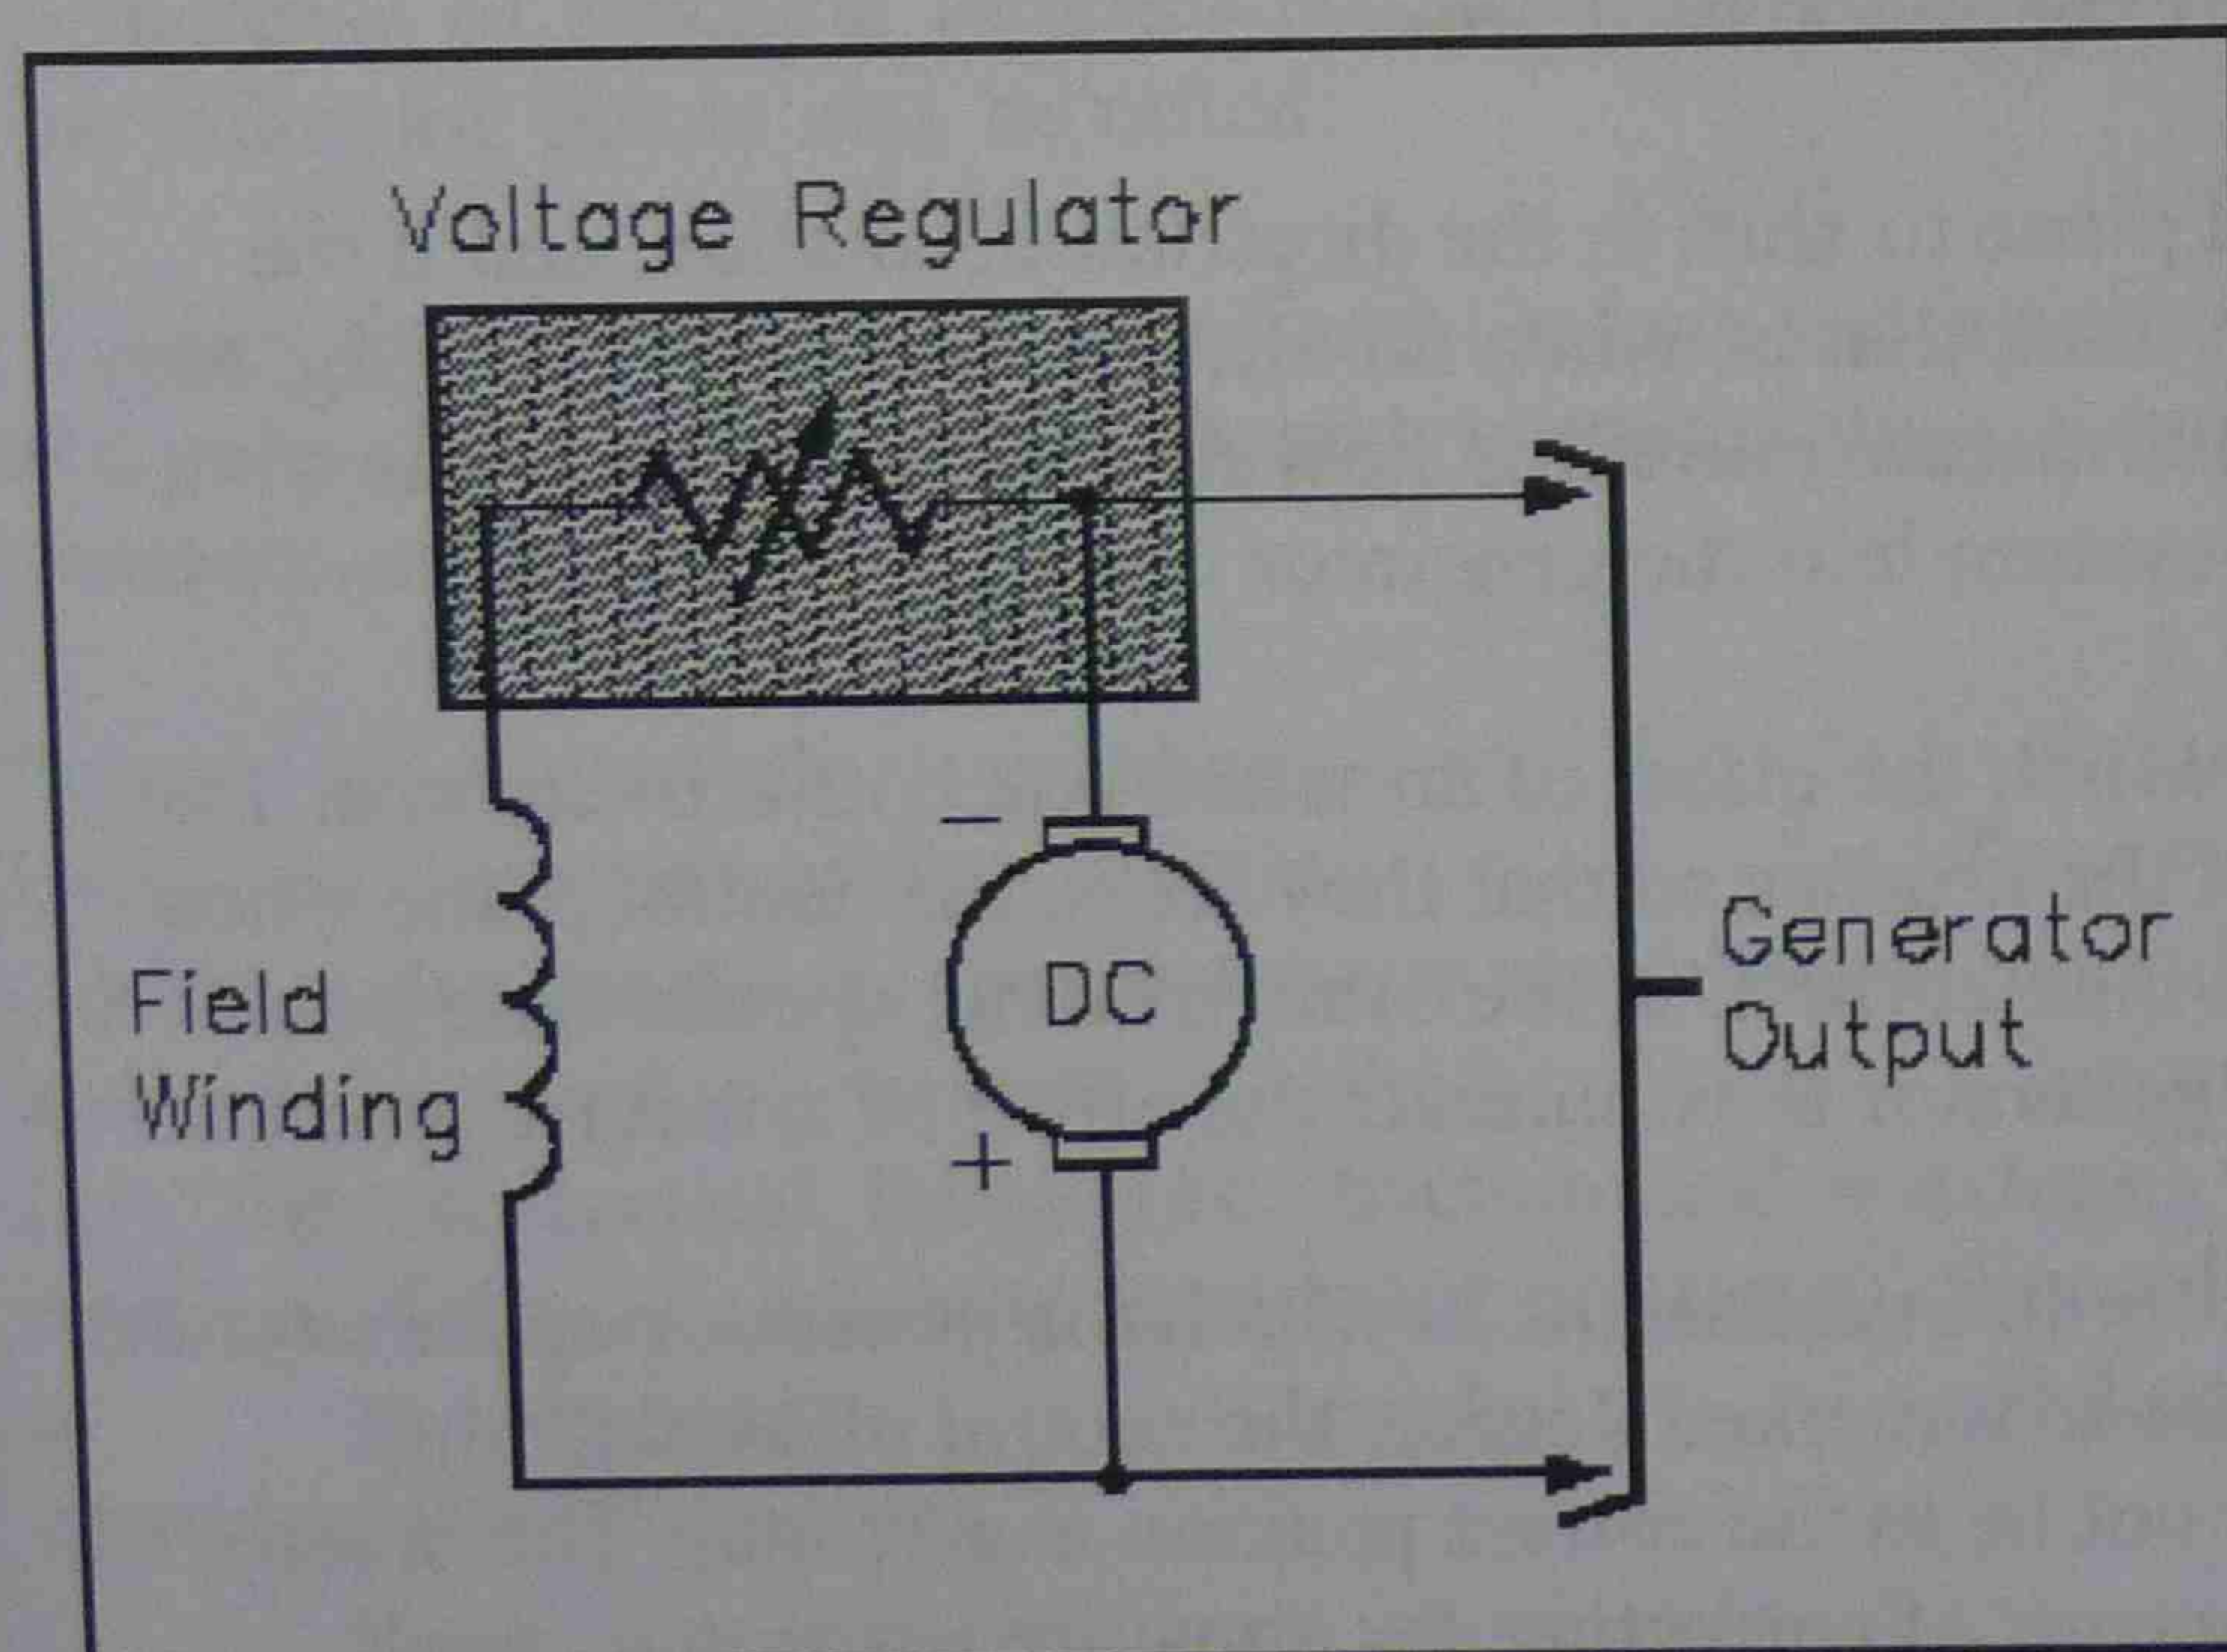 Voltage Regulator
−
DC
+
Field
Winding
Generator
Output